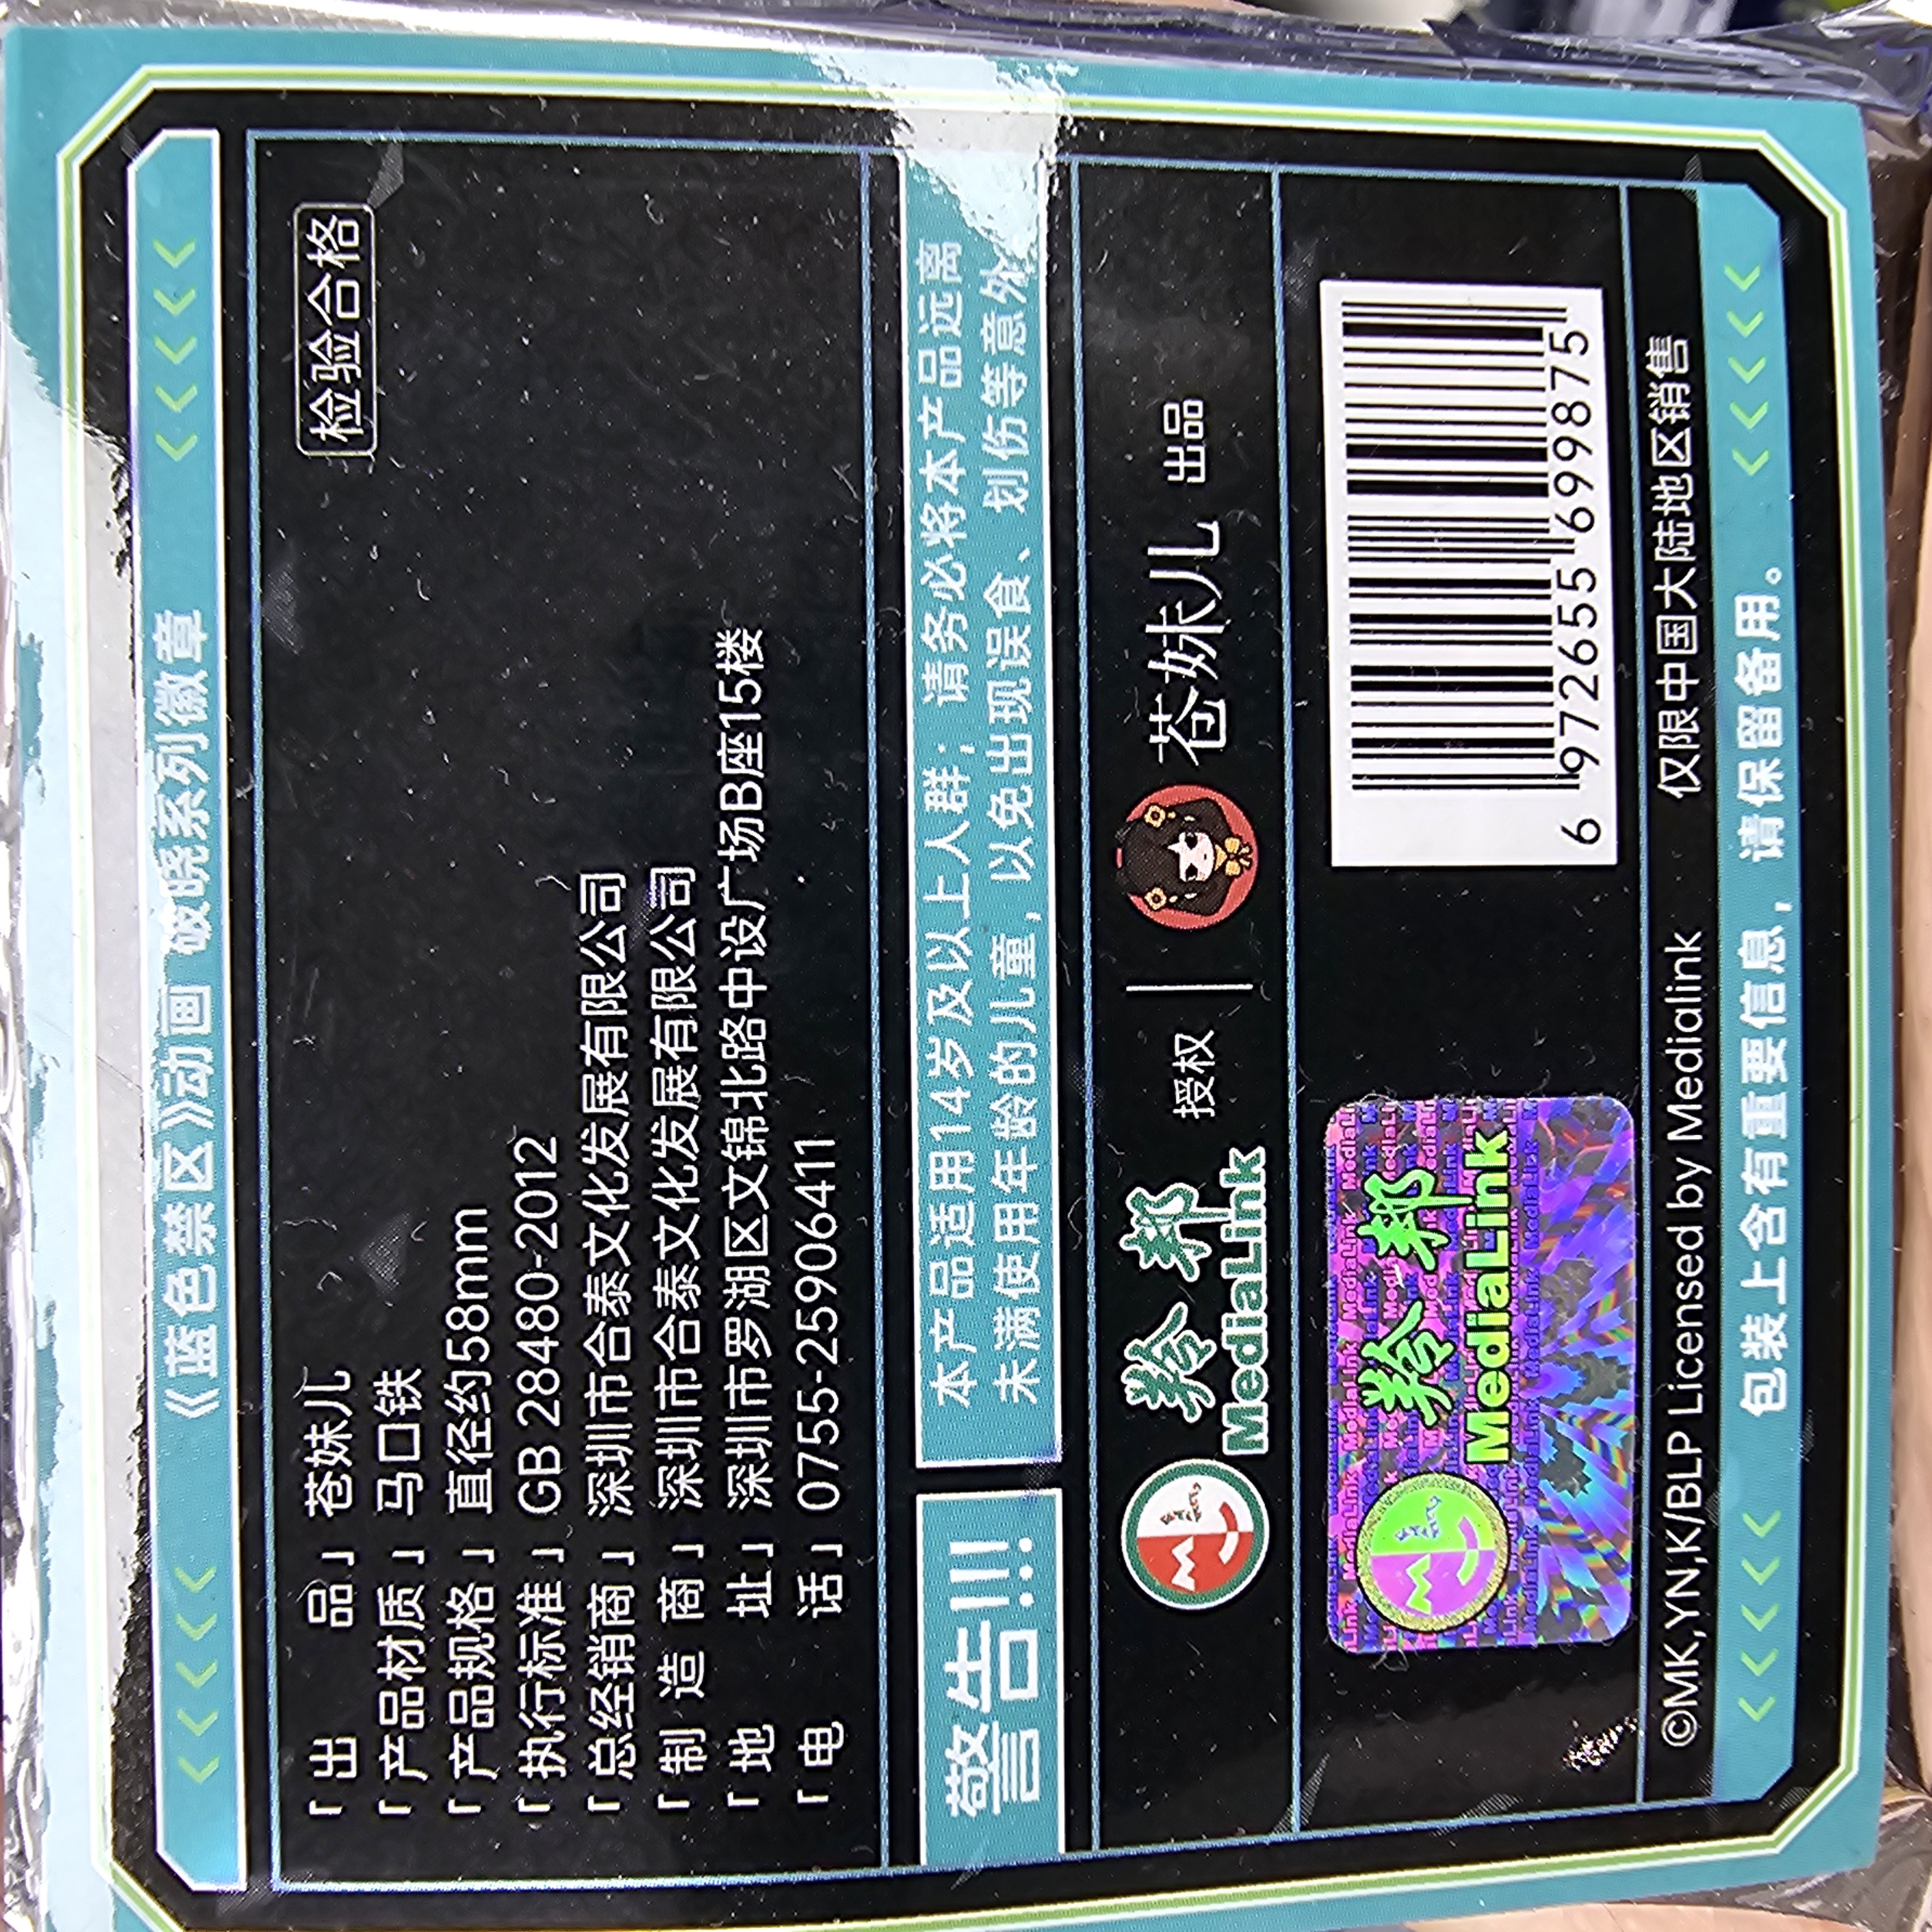 《蓝色禁区》动画 破晓系列徽章
检验合格
「出品」苍妹儿
「产品材质」马口铁
「产品规格」直径约58mm
「执行标准」GB 28480-2012
「总经销商」深圳市合泰文化发展有限公司
「制造商」深圳市合泰文化发展有限公司
「地址」深圳市罗湖区文锦北路中设广场B座15楼
「电话」0755-25906411
警告!!!
本产品适用14岁及以上人群；请务必将本产品远离
未满使用年龄的儿童，以免出现误食、划伤等意外
羚邦
MediaLink
授权
苍妹儿 出品
羚邦
MediaLink
6 972655 699875
©MK,YN,K/BLP Licensed by Medialink 仅限中国大陆地区销售
包装上含有重要信息，请保留备用。